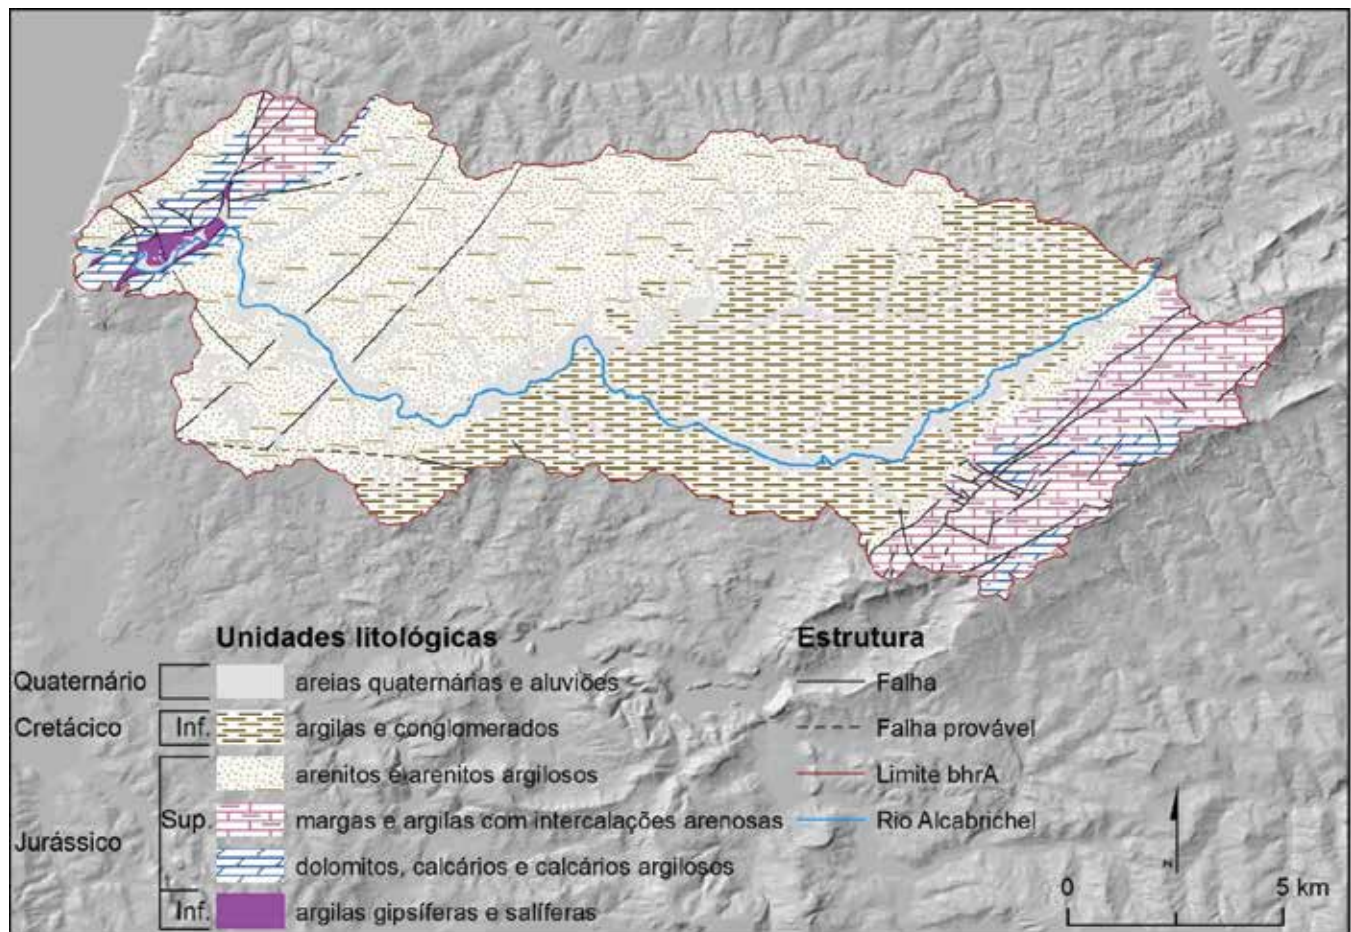 Unidades litológicas
Estrutura
Quaternário
areias quaternárias e aluviões
Falha
Cretácico
Inf.
argilas e conglomerados
Falha provável
arenitos e arenitos argilosos
Limite bhrA
Sup.
margas e argilas com intercalações arenosas
Rio Alcabrichel
Jurássico
dolomitos, calcários e calcários argilosos
Inf.
argilas gipsíferas e salíferas
N
0
5 km